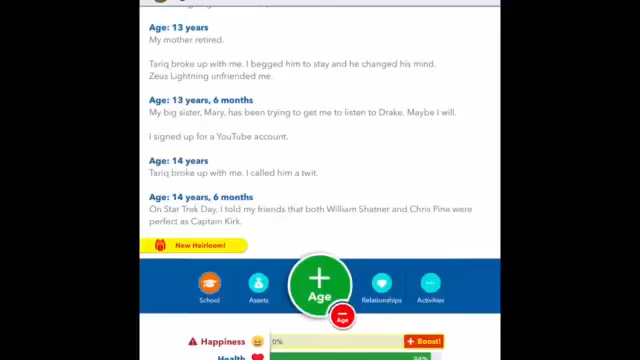 Age: 13 years
My mother retired.
Tariq broke up with me. I begged him to stay and he changed his mind.
Zeus Lightning unfriended me.
Age: 13 years, 6 months
My big sister, Mary, has been trying to get me to listen to Drake. Maybe I will.
I signed up for a YouTube account.
Age: 14 years
Tariq broke up with me. I called him a twit.
Age: 14 years, 6 months
On Star Trek Day, I told my friends that both William Shatner and Chris Pine were
perfect as Captain Kirk.
New Heirloom!
+
Age
School
Assets
Relationships
Activities
Age
Happiness
0%
+ Boost!
Health
94%